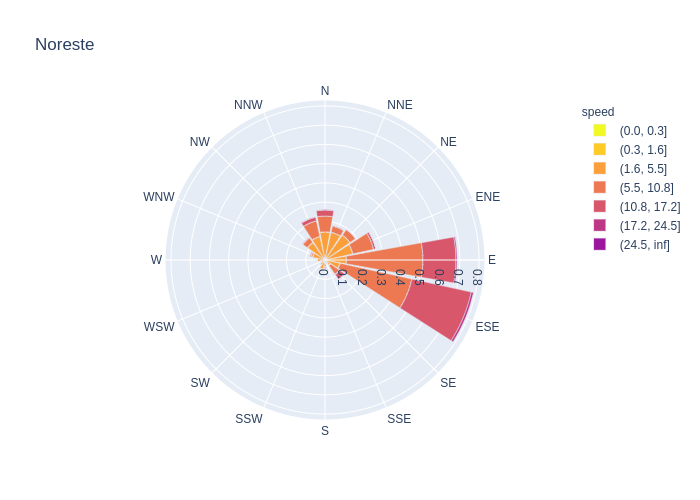 Noreste
N
NNE
NE
ENE
E
ESE
SE
SSE
S
SSW
SW
WSW
W
WNW
NW
NNW
0
0.1
0.2
0.3
0.4
0.5
0.6
0.7
0.8
speed
(0.0, 0.3]
(0.3, 1.6]
(1.6, 5.5]
(5.5, 10.8]
(10.8, 17.2]
(17.2, 24.5]
(24.5, inf]